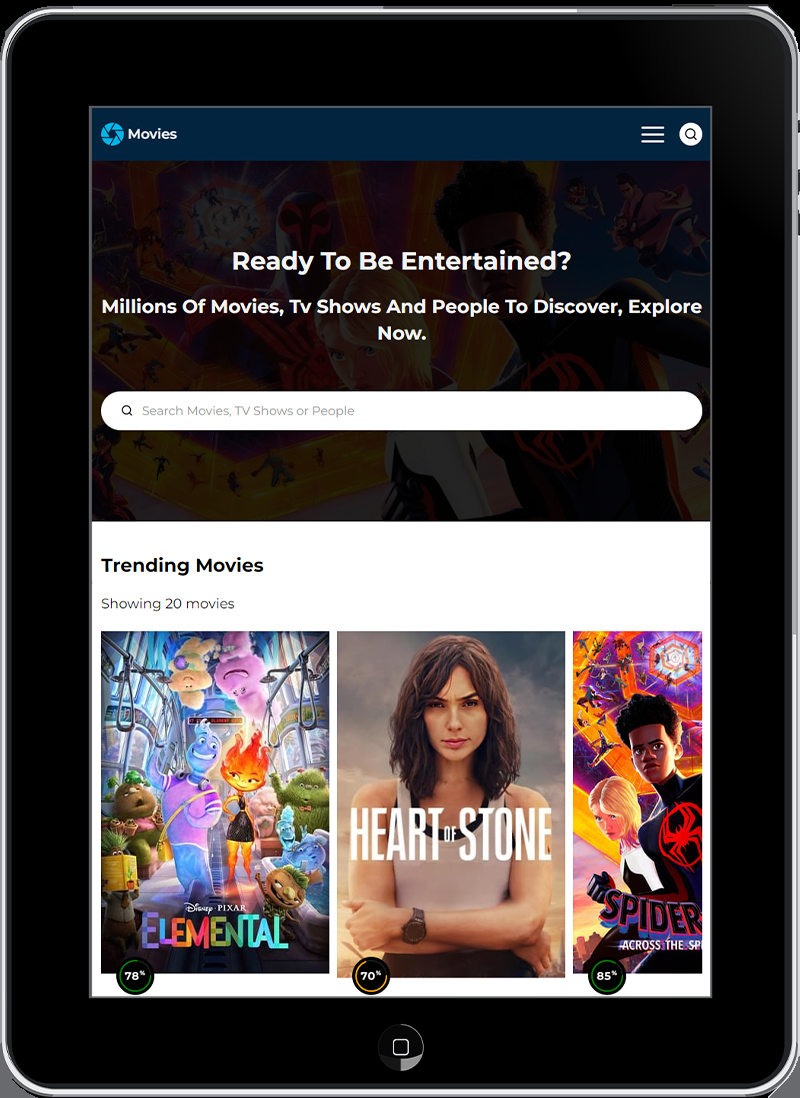 Movies
Ready To Be Entertained?
Millions Of Movies, Tv Shows And People To Discover, Explore
Now.
Search Movies, TV Shows or People
Trending Movies
Showing 20 movies
Disney · PIXAR
ELEMENTAL
HEART OF STONE
SPIDER
ACROSS THE SP
78%
70%
85%